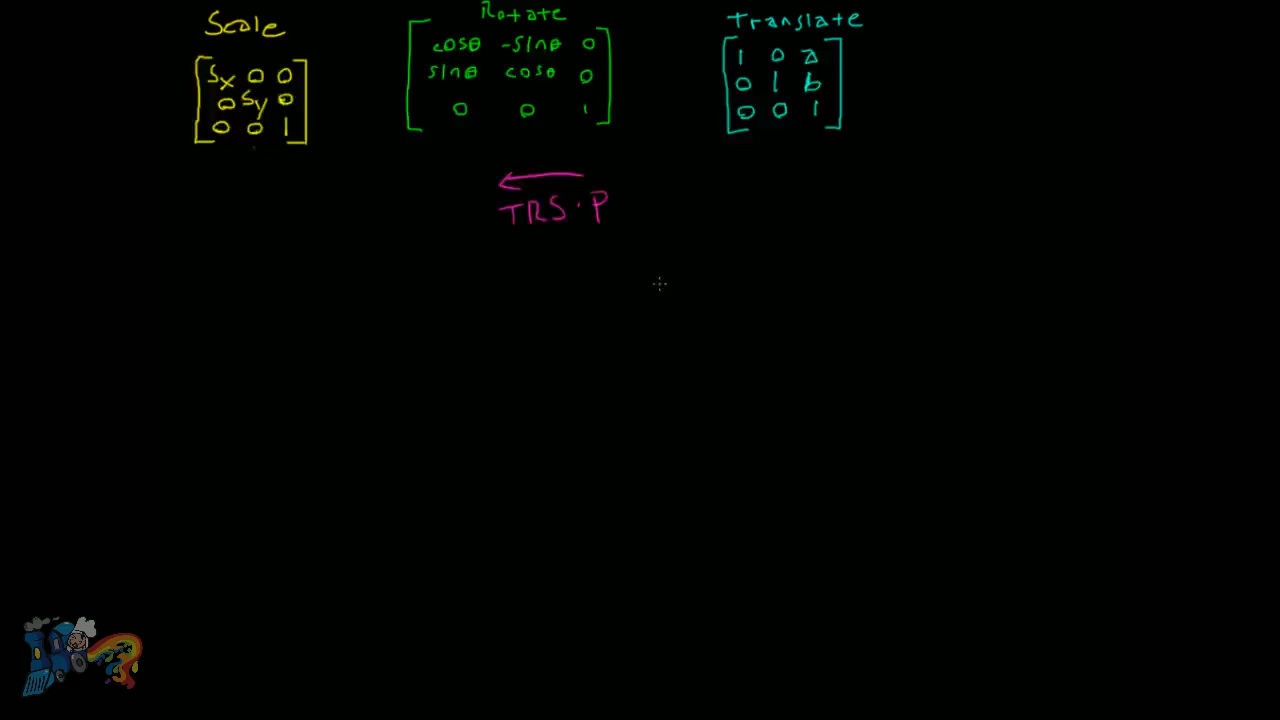 Scale
Sx 0 0
0 Sy 0
0 0 1
Rotate
cosθ -sinθ 0
sinθ cosθ 0
0 0 1
Translate
1 0 a
0 1 b
0 0 1
TRS·P